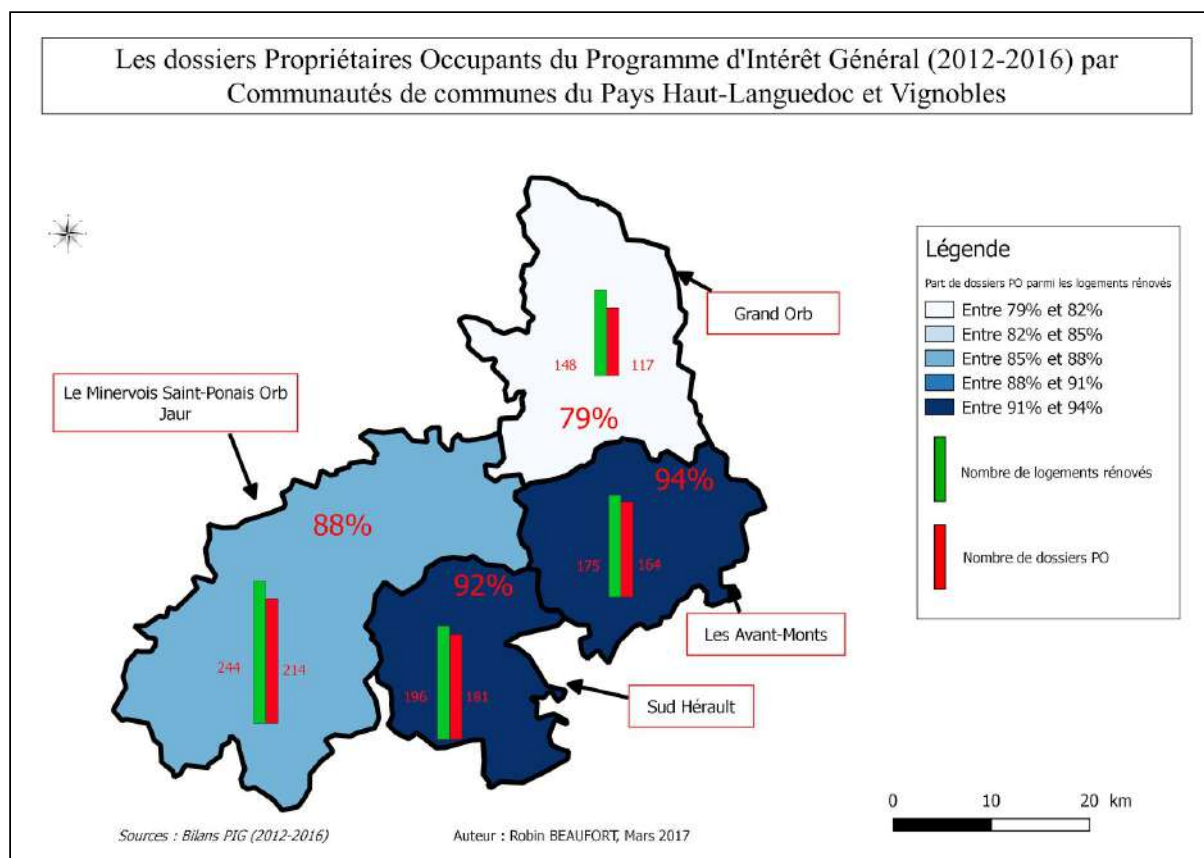 Les dossiers Propriétaires Occupants du Programme d'Intérêt Général (2012-2016) par
Communautés de communes du Pays Haut-Languedoc et Vignobles
Légende
Part de dossiers PO parmi les logements rénovés
Entre 79% et 82%
Entre 82% et 85%
Entre 85% et 88%
Entre 88% et 91%
Entre 91% et 94%
Nombre de logements rénovés
Nombre de dossiers PO
Grand Orb
148 117
79%
Le Minervois Saint-Ponais Orb
Jaur
88%
244 214
94%
175 164
Les Avant-Monts
92%
196 181
Sud Hérault
0 10 20 km
Sources : Bilans PIG (2012-2016)
Auteur : Robin BEAUFORT, Mars 2017